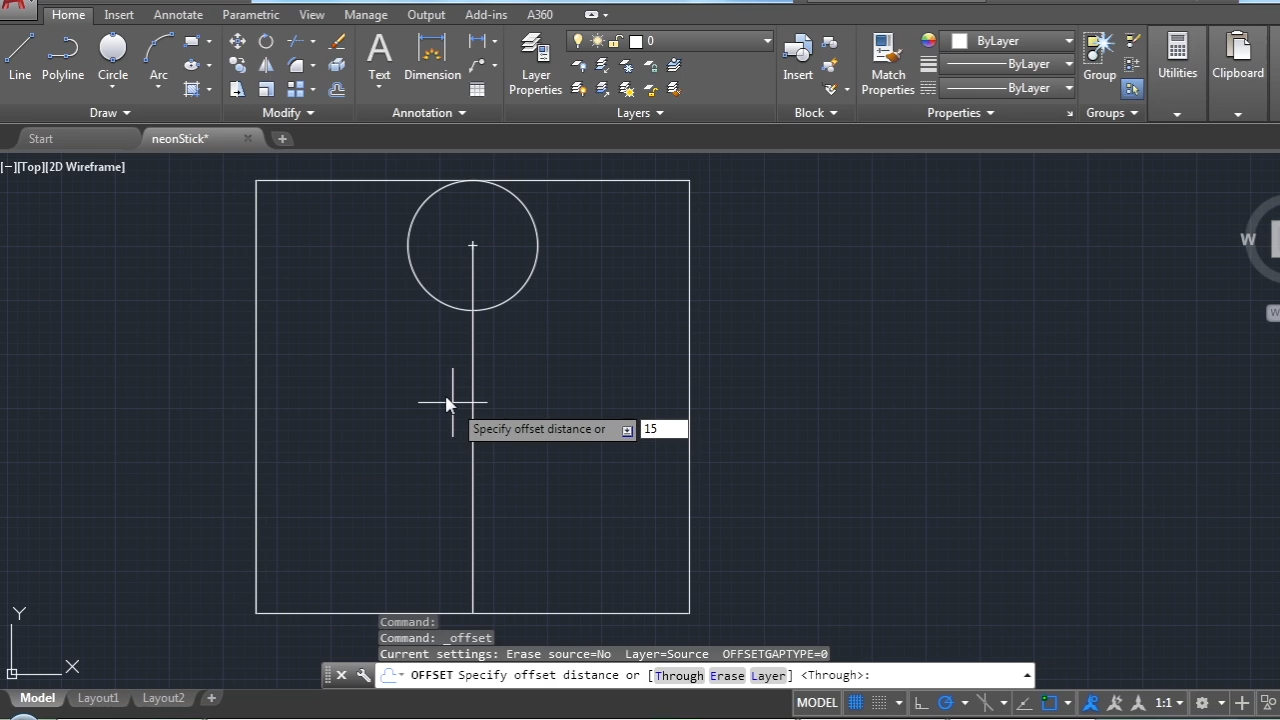 Home Insert Annotate Parametric View Manage Output Add-ins A360
Line Polyline Circle Arc Text Dimension Layer Properties 0 Insert Match Properties ByLayer ByLayer ByLayer Group Utilities Clipboard
Draw Modify Annotation Layers Block Properties Groups
Start neonStick*
[−][Top][2D Wireframe]
W
Specify offset distance or 15
Y
X
Command:
Command: _offset
Current settings: Erase source=No Layer=Source OFFSETGAPTYPE=0
OFFSET Specify offset distance or [Through Erase Layer] <Through>:
Model Layout1 Layout2 MODEL 1:1